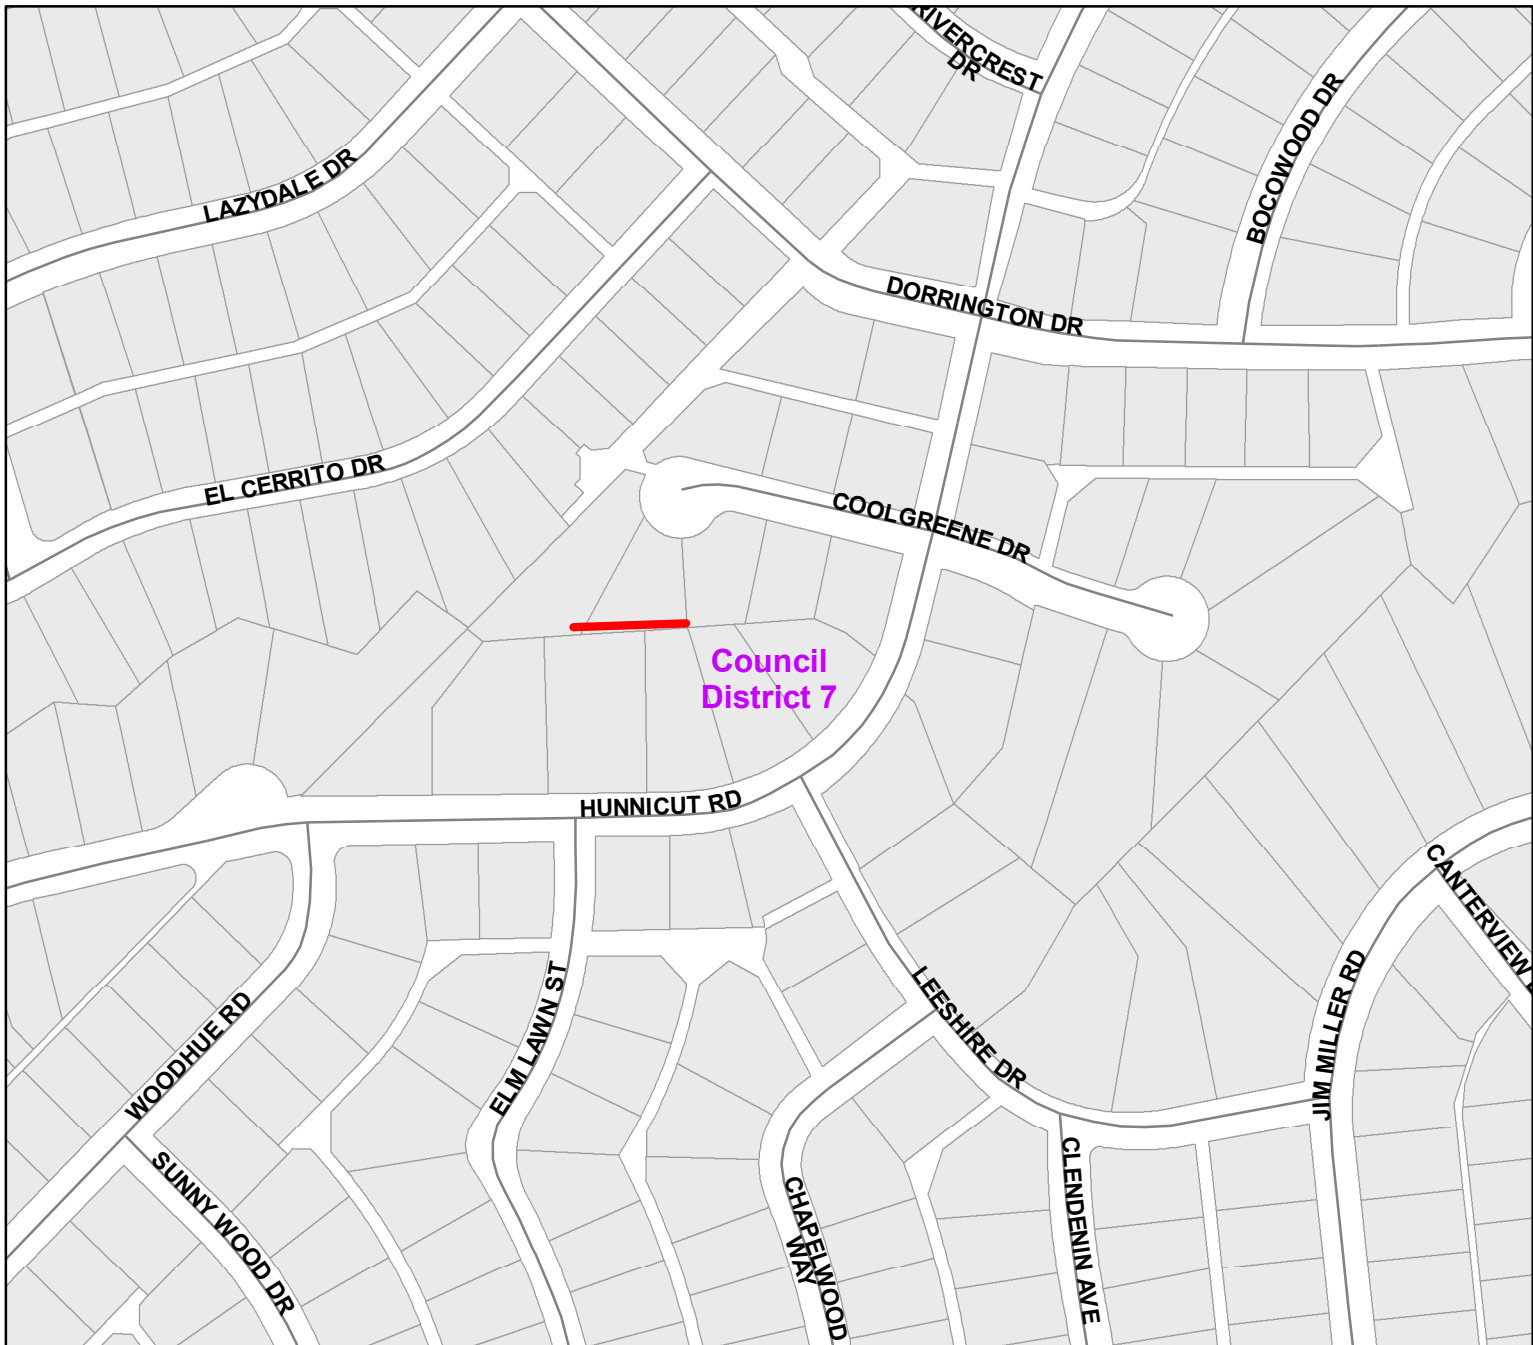 RIVERCREST
DR
BOCOWOOD DR
LAZYDALE DR
DORRINGTON DR
EL CERRITO DR
COOLGREENE DR
Council
District 7
HUNNICUT RD
CANTERVIEW
LEESHIRE DR
JIM MILLER RD
WOODHUE RD
ELM LAWN ST
SUNNY WOOD DR
CHAPELWOOD
WAY
CLENDENIN AVE